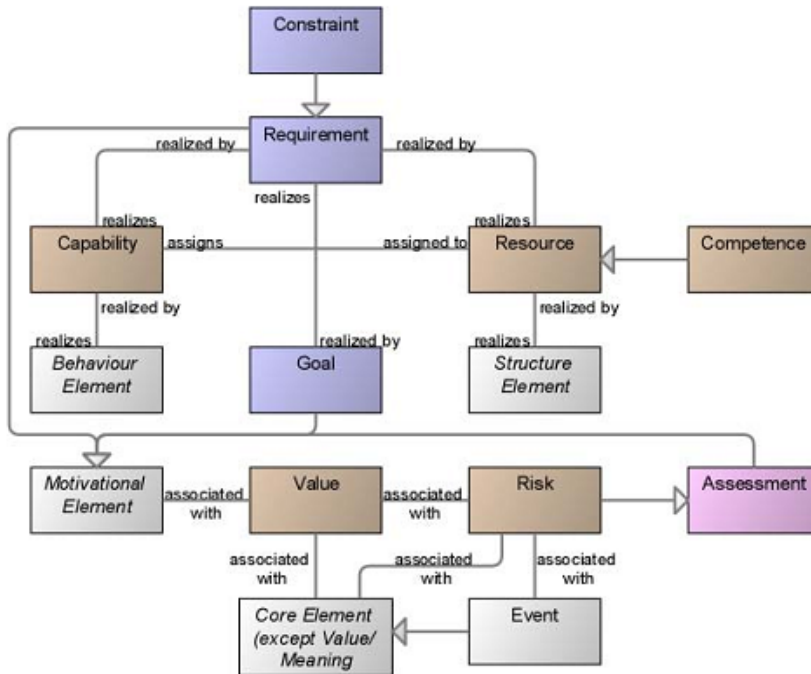 Constraint
Requirement
realized by
realized by
realizes
realizes
realizes
Capability
assigns
assigned to
Resource
Competence
realized by
realized by
realizes
realized by
realizes
Behaviour
Element
Goal
Structure
Element
Motivational
Element
associated
with
Value
associated
with
Risk
Assessment
associated
with
associated
with
associated
with
Core Element
(except Value/
Meaning
Event